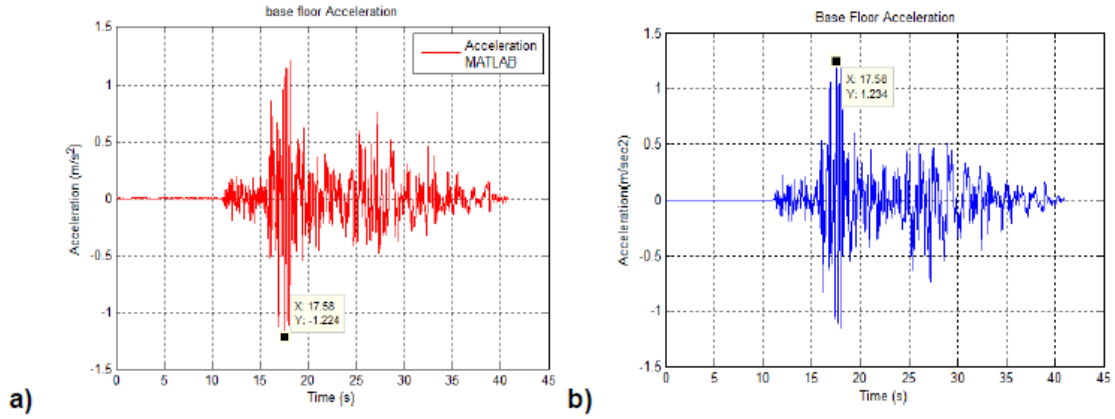 base floor Acceleration
Acceleration (m/s²)
1.5
1
0.5
0
-0.5
-1
-1.5
Acceleration
MATLAB
X: 17.58
Y: -1.224
0 5 10 15 20 25 30 35 40 45
Time (s)
a)
Base Floor Acceleration
Acceleration(m/sec2)
1.5
1
0.5
0
-0.5
-1
-1.5
X: 17.58
Y: 1.234
0 5 10 15 20 25 30 35 40 45
Time (s)
b)